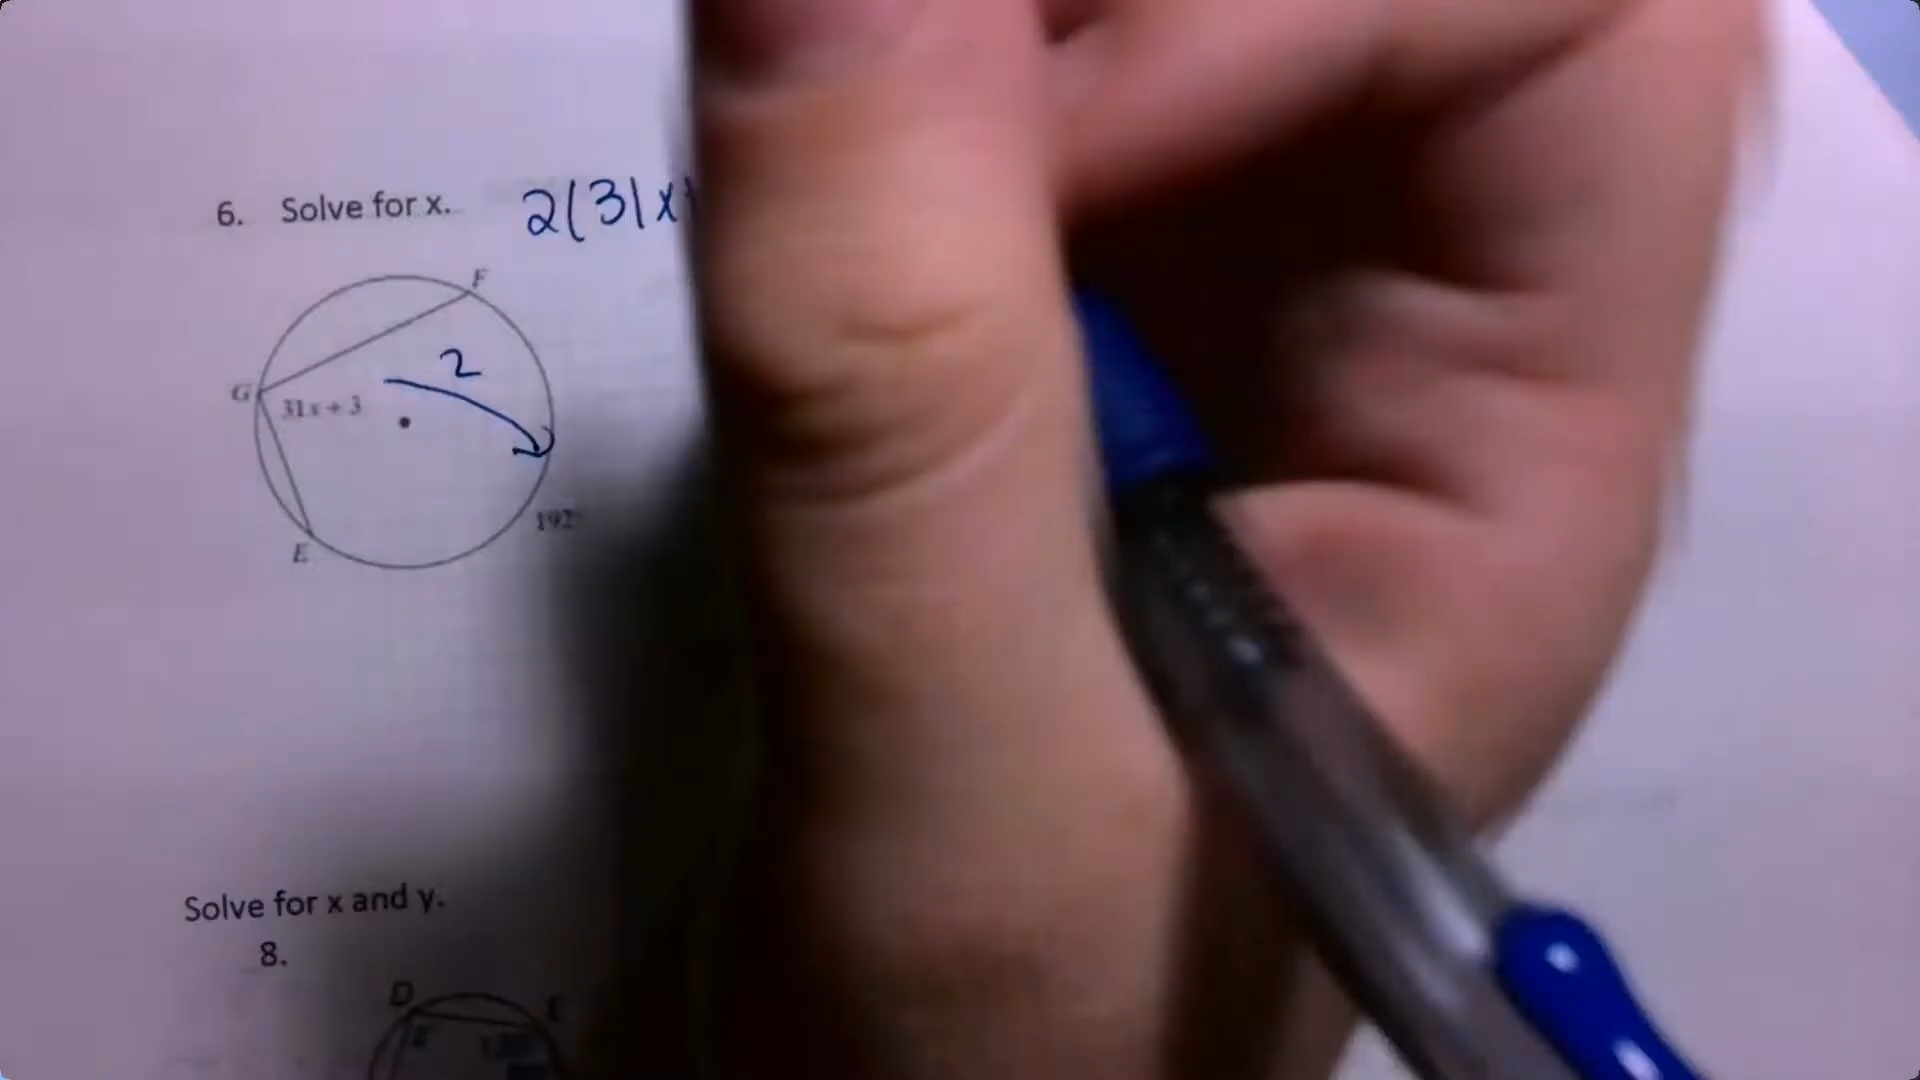 6. Solve for x. 2(31x
F
2
G
31x + 3
192°
E
Solve for x and y.
8.
D
E